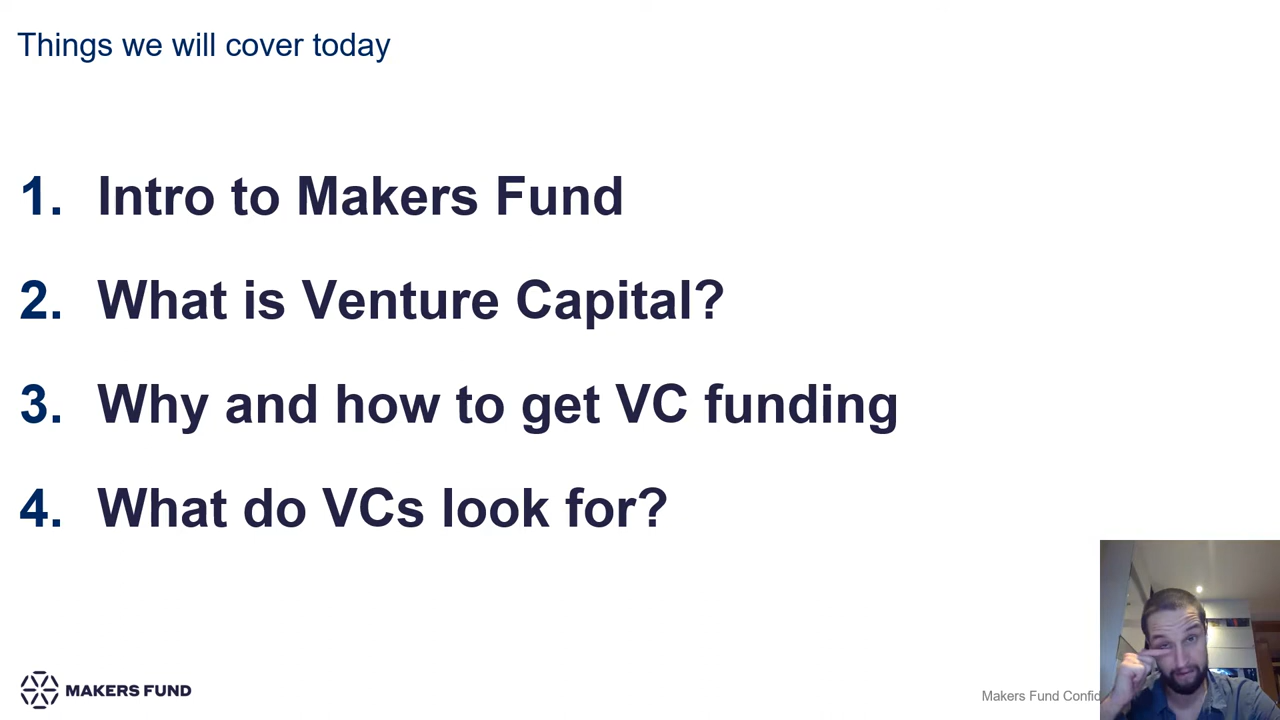 Things we will cover today
1. Intro to Makers Fund
2. What is Venture Capital?
3. Why and how to get VC funding
4. What do VCs look for?
MAKERS FUND
Makers Fund